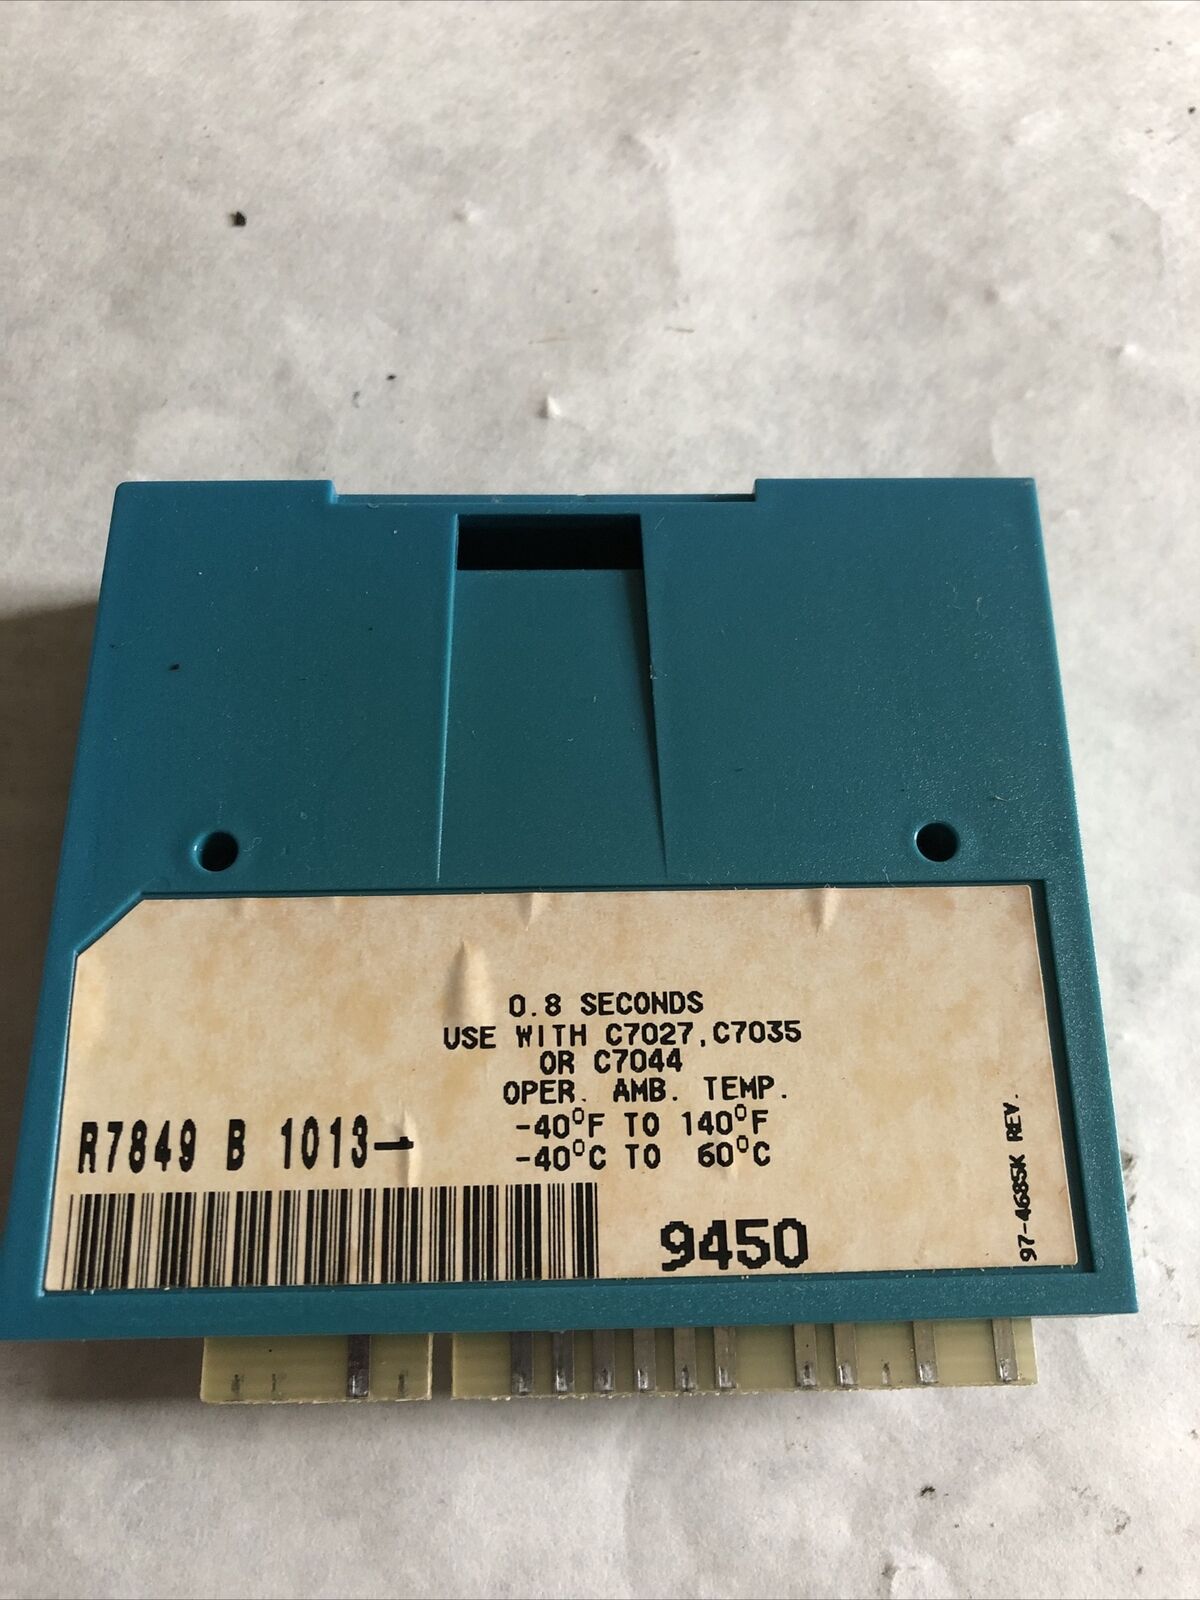 0.8 SECONDS
USE WITH C7027,C7035
OR C7044
OPER. AMB. TEMP.
-40°F TO 140°F
-40°C TO 60°C
R7849 B 1013-
9450
97-4685K REV.